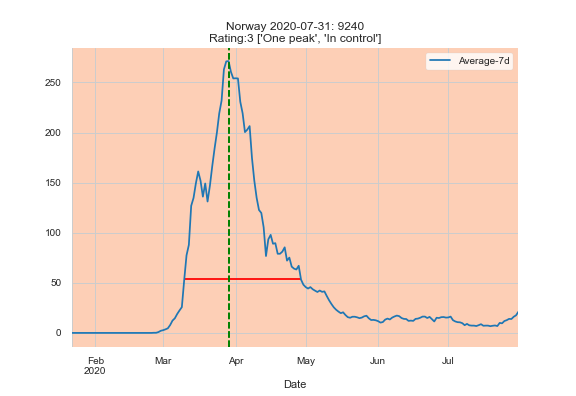 Norway 2020-07-31: 9240
Rating:3 ['One peak', 'In control']
Average-7d
250
200
150
100
50
0
Feb Mar Apr May Jun Jul
2020
Date